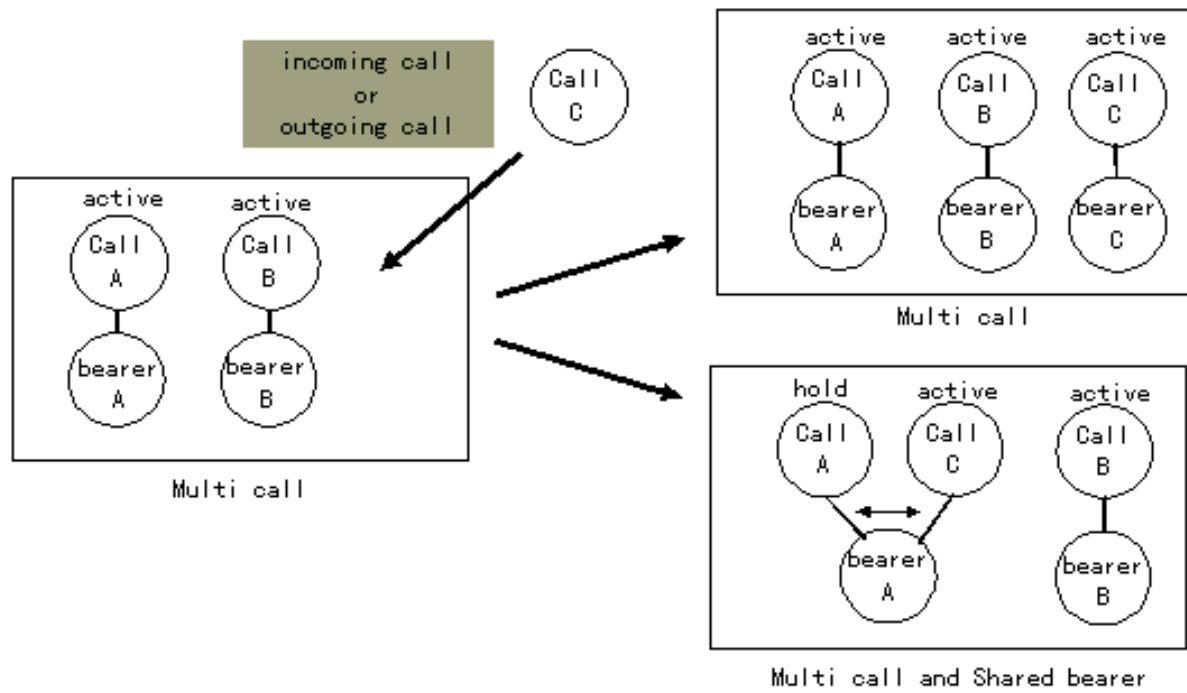 incoming call
or
outgoing call
Call
C
active
active
Call
A
Call
B
bearer
A
bearer
B
Multi call
active
active
active
Call
A
Call
B
Call
C
bearer
A
bearer
B
bearer
C
Multi call
hold
active
active
Call
A
Call
C
Call
B
bearer
A
bearer
B
Multi call and Shared bearer